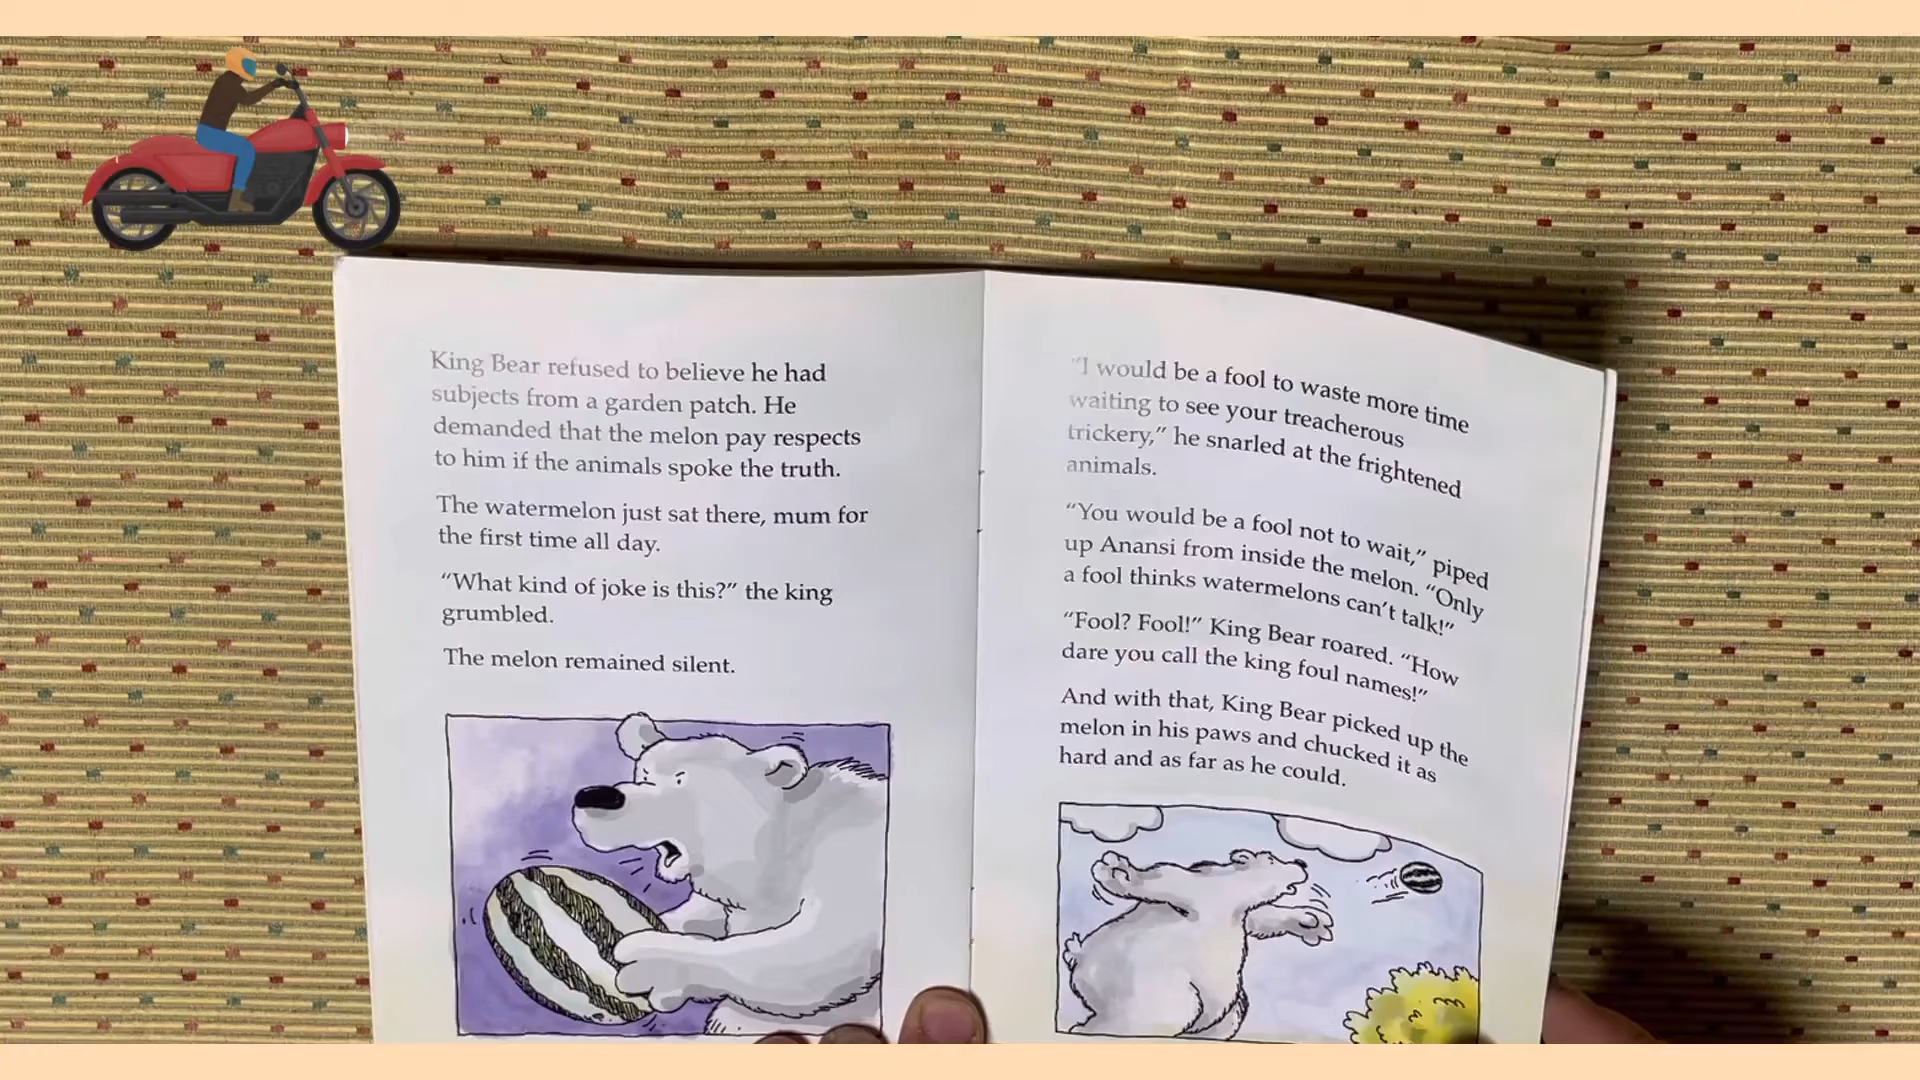 King Bear refused to believe he had
subjects from a garden patch. He
demanded that the melon pay respects
to him if the animals spoke the truth.
The watermelon just sat there, mum for
the first time all day.
“What kind of joke is this?” the king
grumbled.
The melon remained silent.
“I would be a fool to waste more time
waiting to see your treacherous
trickery,” he snarled at the frightened
animals.
“You would be a fool not to wait,” piped
up Anansi from inside the melon. “Only
a fool thinks watermelons can’t talk!”
“Fool? Fool!” King Bear roared. “How
dare you call the king foul names!”
And with that, King Bear picked up the
melon in his paws and chucked it as
hard and as far as he could.